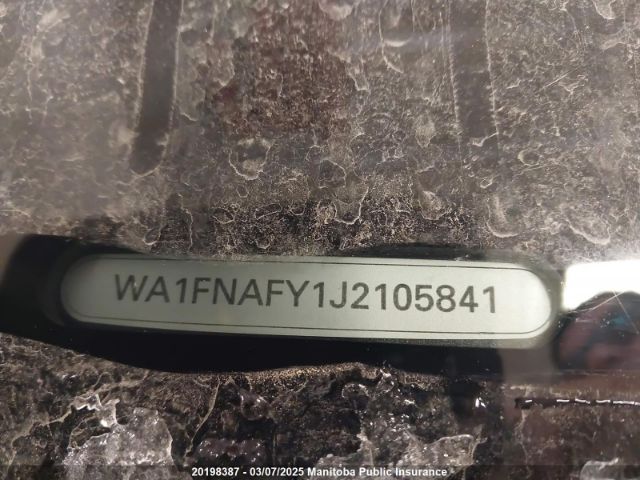 WA1FNAFY1J2105841
20198387 - 03/07/2025 Manitoba Public Insurance